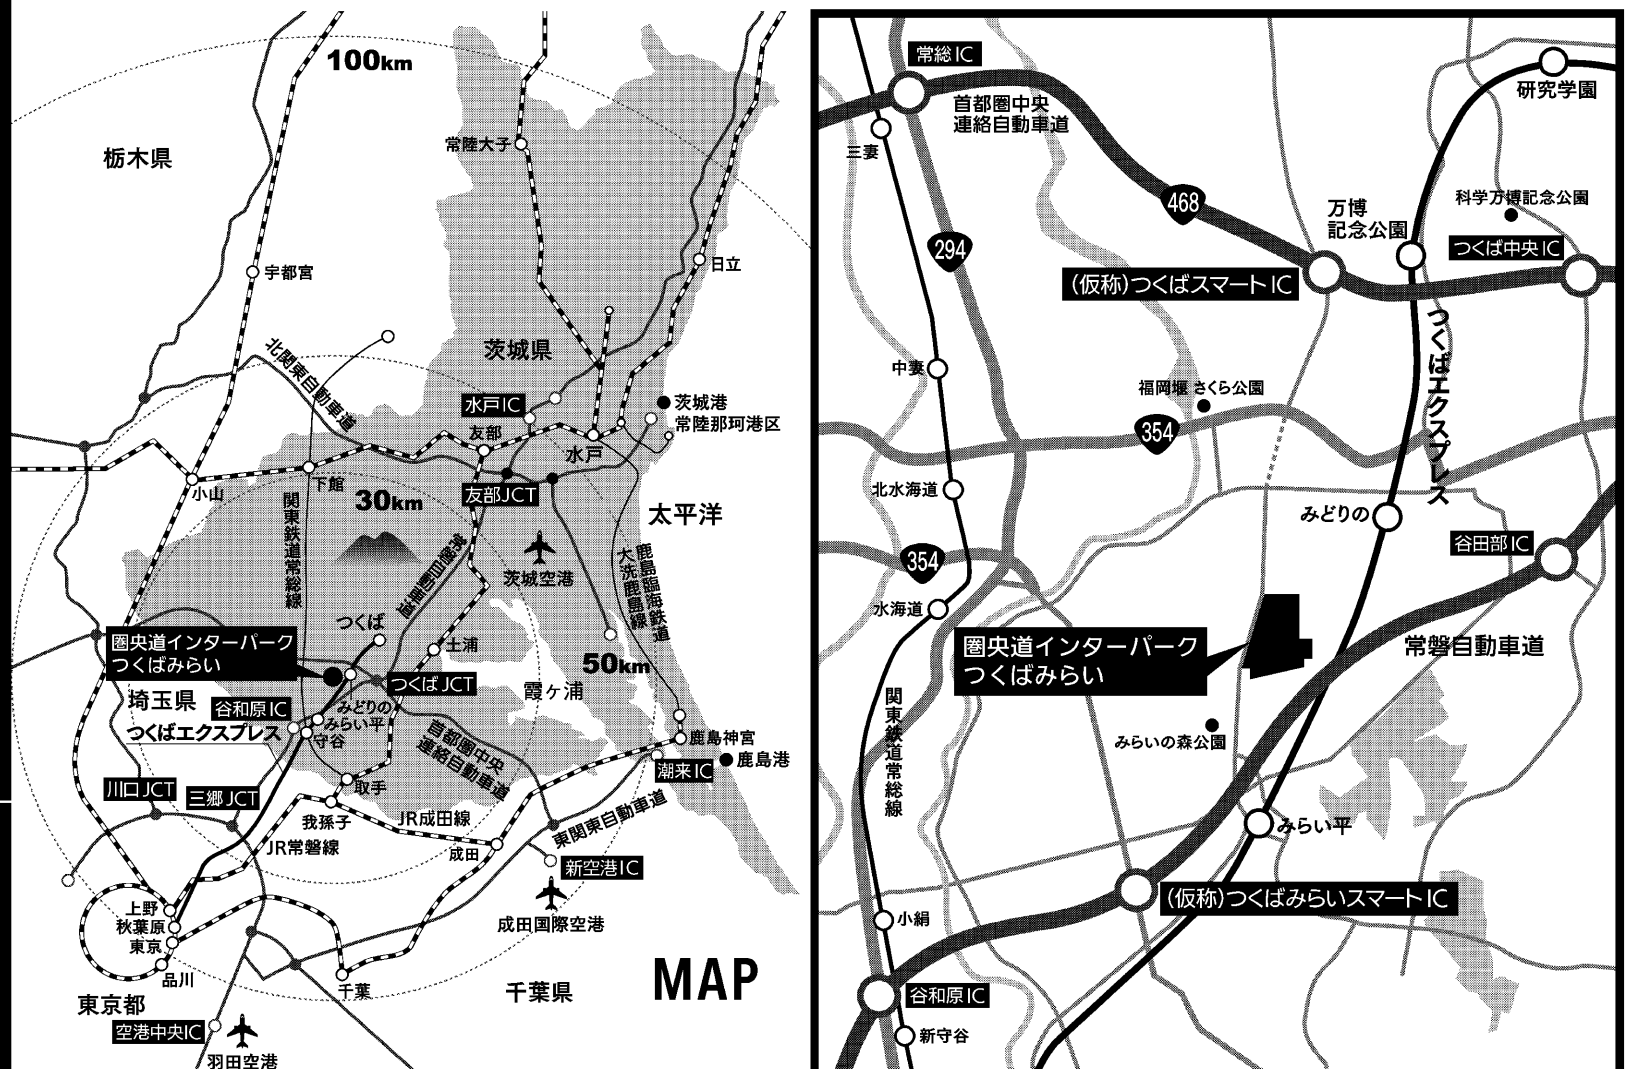 100km
栃木県
常陸大子
宇都宮
日立
北関東自動車道
茨城県
水戸IC
茨城港
常陸那珂港区
友部
水戸
小山
下館
30km
友部JCT
太平洋
関東鉄道常総線
常磐自動車道
茨城空港
鹿島臨海鉄道
大洗鹿島線
つくば
圏央道インターパーク
つくばみらい
土浦
50km
つくばJCT
霞ヶ浦
埼玉県
谷和原IC
みどりの
みらい平
つくばエクスプレス
守谷
首都圏中央
連絡自動車道
鹿島神宮
鹿島港
潮来IC
川口JCT
三郷JCT
取手
我孫子
JR成田線
東関東自動車道
JR常磐線
成田
新空港IC
上野
秋葉原
東京
成田国際空港
品川
千葉
千葉県
東京都
空港中央IC
羽田空港
MAP
常総IC
首都圏中央
連絡自動車道
三妻
研究学園
468
科学万博記念公園
万博
記念公園
294
つくば中央IC
(仮称)つくばスマートIC
つくばエクスプレス
中妻
福岡堰 さくら公園
354
北水海道
みどりの
谷田部IC
354
水海道
圏央道インターパーク
つくばみらい
常磐自動車道
関東鉄道常総線
みらいの森公園
みらい平
(仮称)つくばみらいスマートIC
小絹
谷和原IC
新守谷